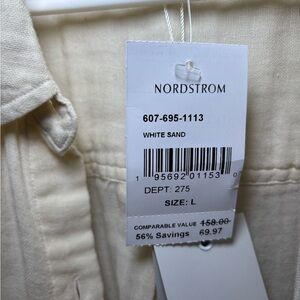 NORDSTROM
607-695-1113
WHITE SAND
1 95692 01153
DEPT: 275
SIZE: L
COMPARABLE VALUE 158.00
56% Savings 69.97